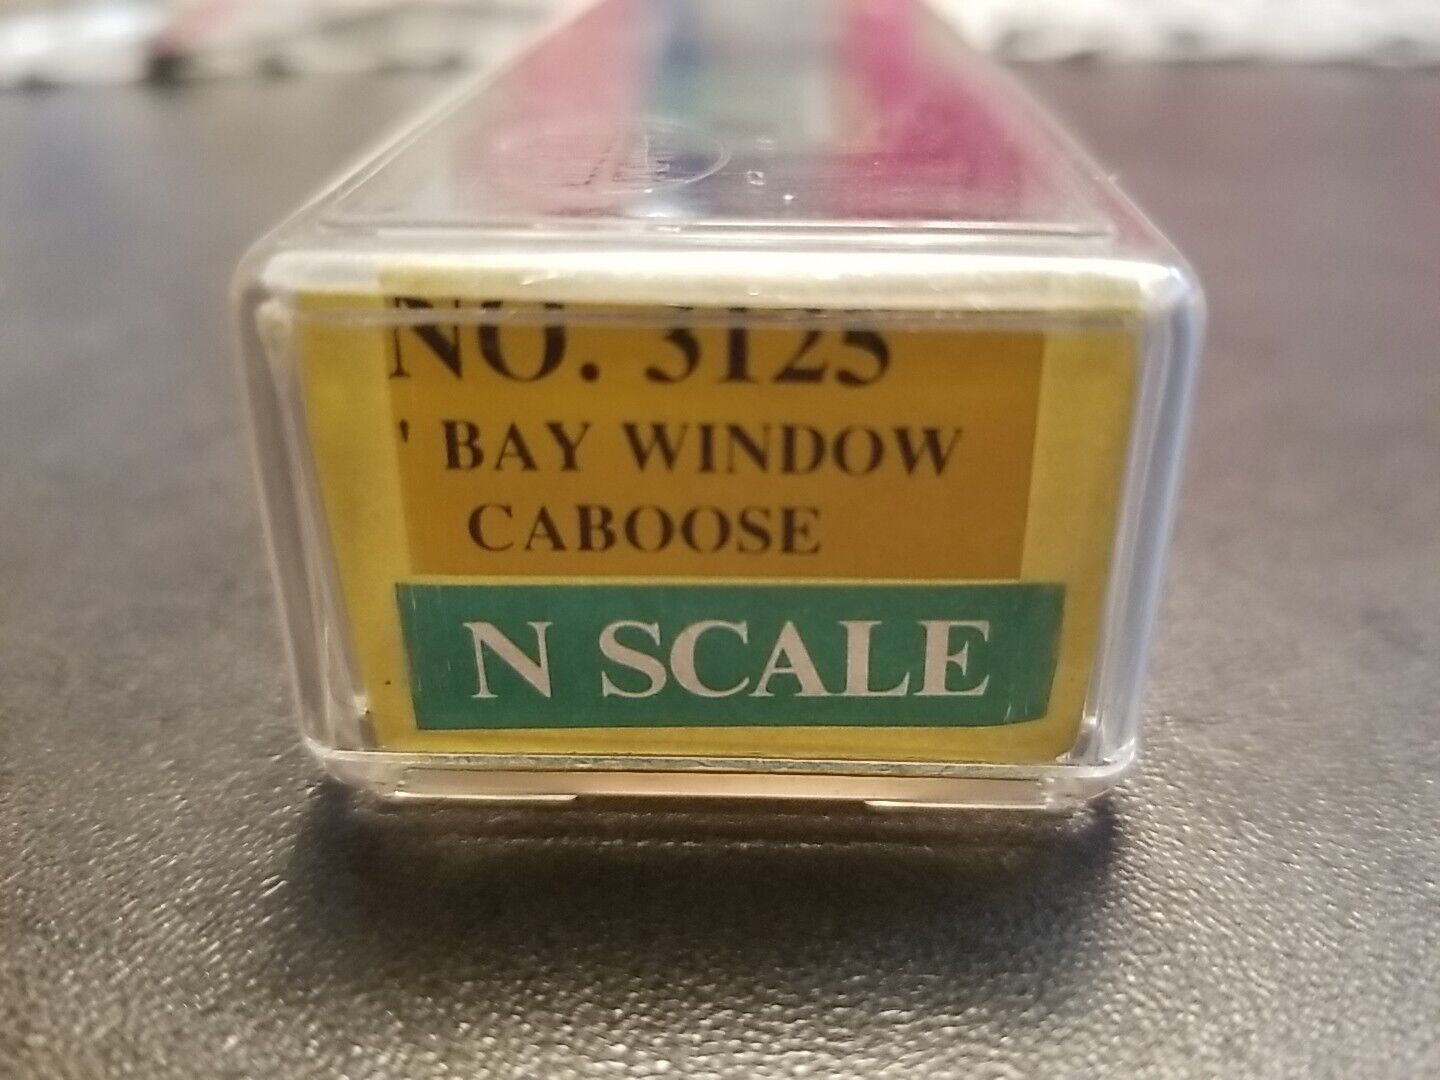 NO. 3125
' BAY WINDOW
CABOOSE
N SCALE